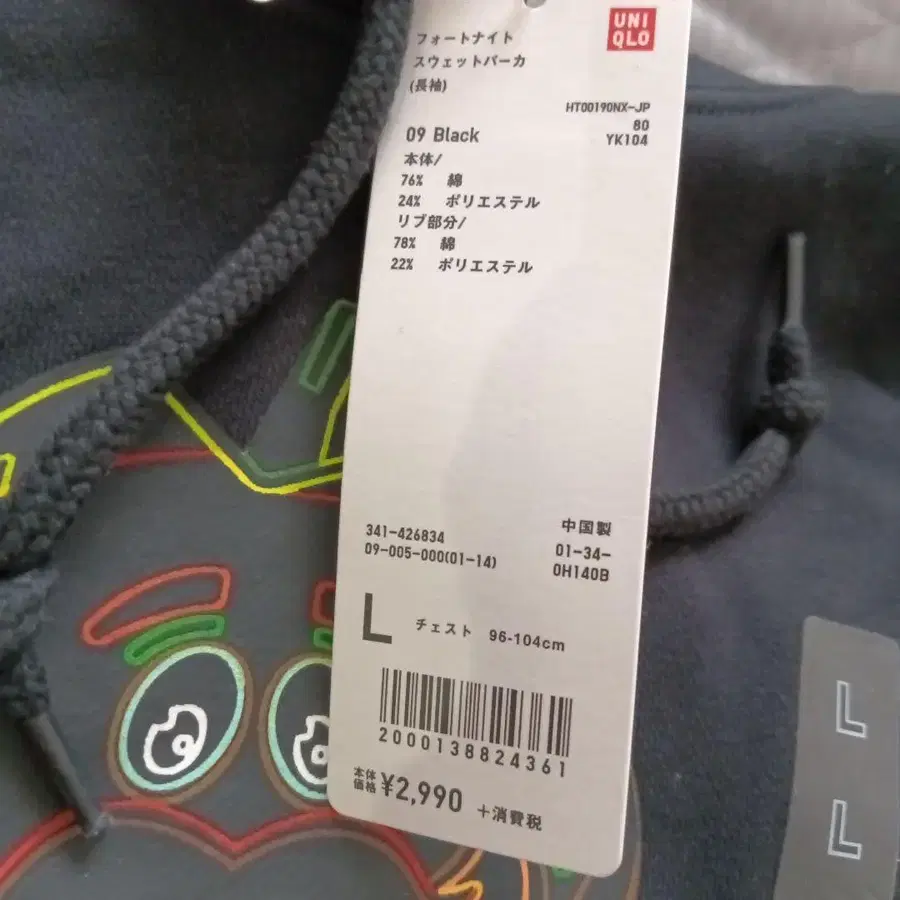 UNI
QLO
フォートナイト
スウェットパーカ
(長袖)
HT00190NX-JP
80
YK104
09 Black
本体/
76% 綿
24% ポリエステル
リブ部分/
78% 綿
22% ポリエステル
341-426834
09-005-000(01-14)
中国製
01-34-
0H140B
L チェスト 96-104cm
2000138824361
本体
価格 ¥2,990 +消費税
L
L